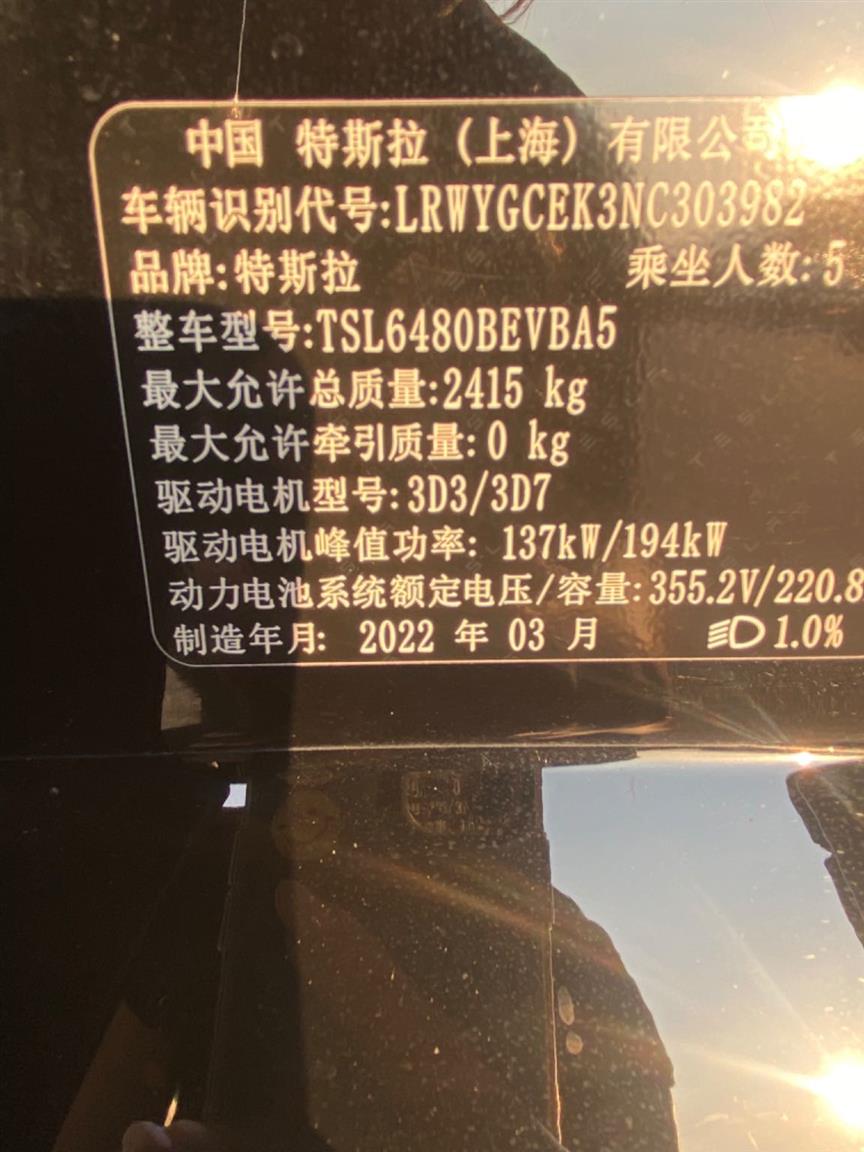 中国 特斯拉（上海）有限公司
车辆识别代号:LRWYGCEK3NC303982
品牌:特斯拉 乘坐人数:5
整车型号:TSL6480BEVBA5
最大允许总质量:2415 kg
最大允许牵引质量:0 kg
驱动电机型号:3D3/3D7
驱动电机峰值功率: 137kW/194kW
动力电池系统额定电压/容量:355.2V/220.8
制造年月: 2022 年 03 月 1.0%